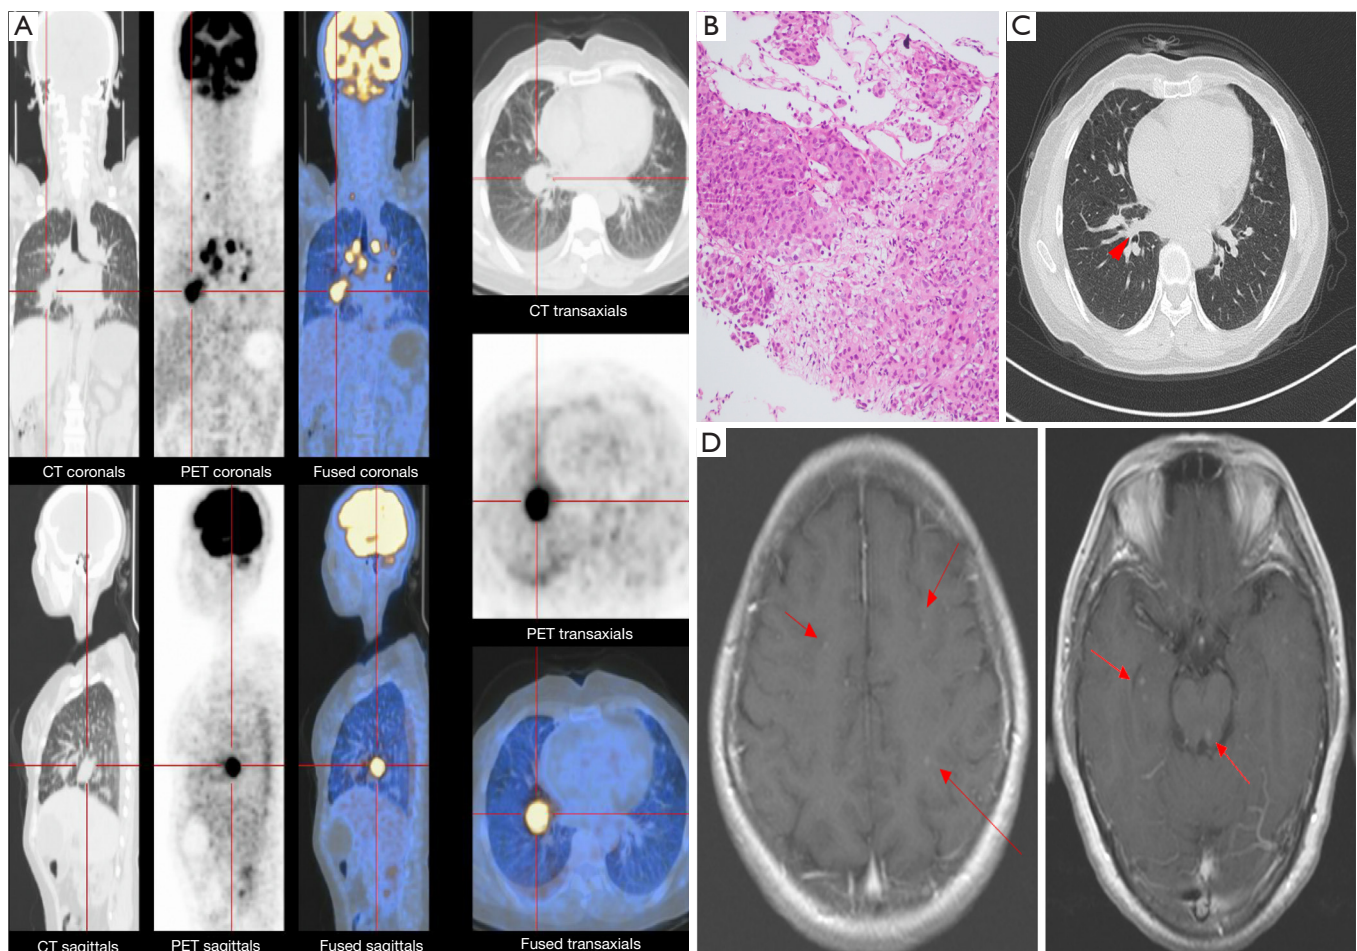 A
CT coronals
PET coronals
Fused coronals
CT sagittals
PET sagittals
Fused sagittals
CT transaxials
PET transaxials
Fused transaxials
B
C
D